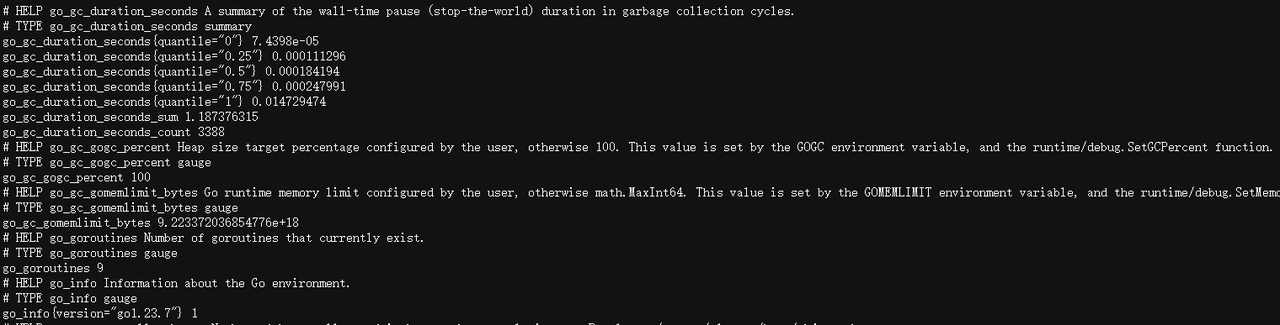 # HELP go_gc_duration_seconds A summary of the wall-time pause (stop-the-world) duration in garbage collection cycles.
# TYPE go_gc_duration_seconds summary
go_gc_duration_seconds{quantile="0"} 7.4398e-05
go_gc_duration_seconds{quantile="0.25"} 0.000111296
go_gc_duration_seconds{quantile="0.5"} 0.000184194
go_gc_duration_seconds{quantile="0.75"} 0.000247991
go_gc_duration_seconds{quantile="1"} 0.014729474
go_gc_duration_seconds_sum 1.187376315
go_gc_duration_seconds_count 3388
# HELP go_gc_gogc_percent Heap size target percentage configured by the user, otherwise 100. This value is set by the GOGC environment variable, and the runtime/debug.SetGCPercent function.
# TYPE go_gc_gogc_percent gauge
go_gc_gogc_percent 100
# HELP go_gc_gomemlimit_bytes Go runtime memory limit configured by the user, otherwise math.MaxInt64. This value is set by the GOMEMLIMIT environment variable, and the runtime/debug.SetMemo
# TYPE go_gc_gomemlimit_bytes gauge
go_gc_gomemlimit_bytes 9.223372036854776e+18
# HELP go_goroutines Number of goroutines that currently exist.
# TYPE go_goroutines gauge
go_goroutines 9
# HELP go_info Information about the Go environment.
# TYPE go_info gauge
go_info{version="go1.23.7"} 1